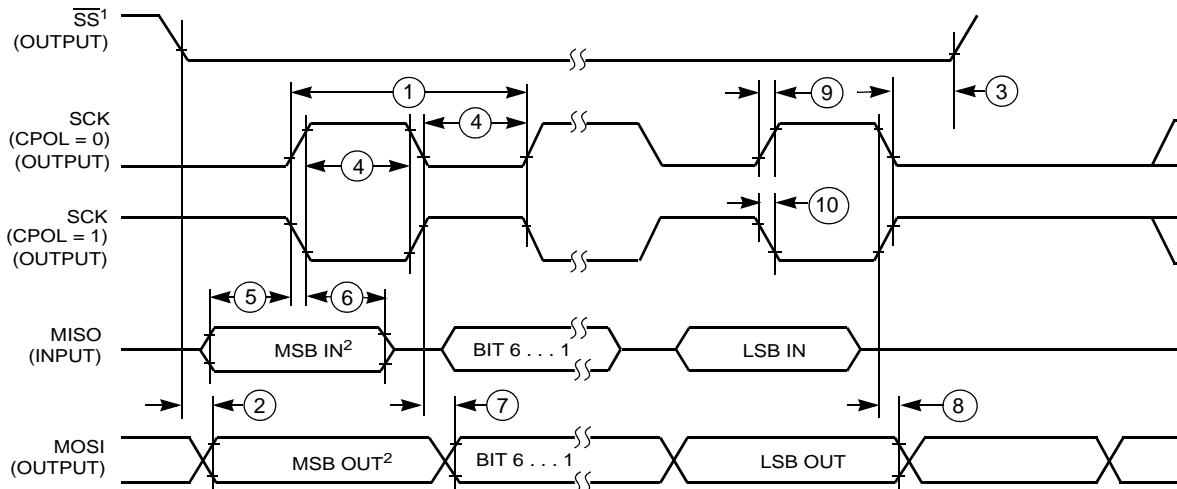 SS¹
(OUTPUT)
1
9
3
SCK
(CPOL = 0)
(OUTPUT)
4
4
SCK
(CPOL = 1)
(OUTPUT)
10
5
6
MISO
(INPUT)
MSB IN²
BIT 6 . . . 1
LSB IN
2
7
8
MOSI
(OUTPUT)
MSB OUT²
BIT 6 . . . 1
LSB OUT